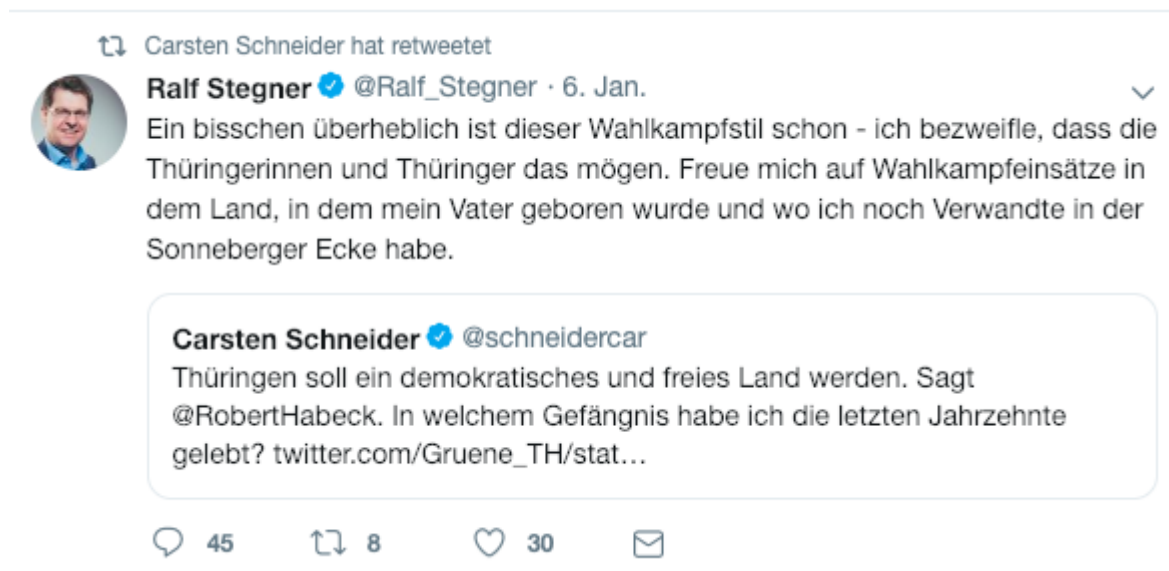 Carsten Schneider hat retweetet
Ralf Stegner @Ralf_Stegner · 6. Jan.
Ein bisschen überheblich ist dieser Wahlkampfstil schon - ich bezweifle, dass die
Thüringerinnen und Thüringer das mögen. Freue mich auf Wahlkampfeinsätze in
dem Land, in dem mein Vater geboren wurde und wo ich noch Verwandte in der
Sonneberger Ecke habe.
Carsten Schneider @schneidercar
Thüringen soll ein demokratisches und freies Land werden. Sagt
@RobertHabeck. In welchem Gefängnis habe ich die letzten Jahrzehnte
gelebt? twitter.com/Gruene_TH/stat…
45 8 30